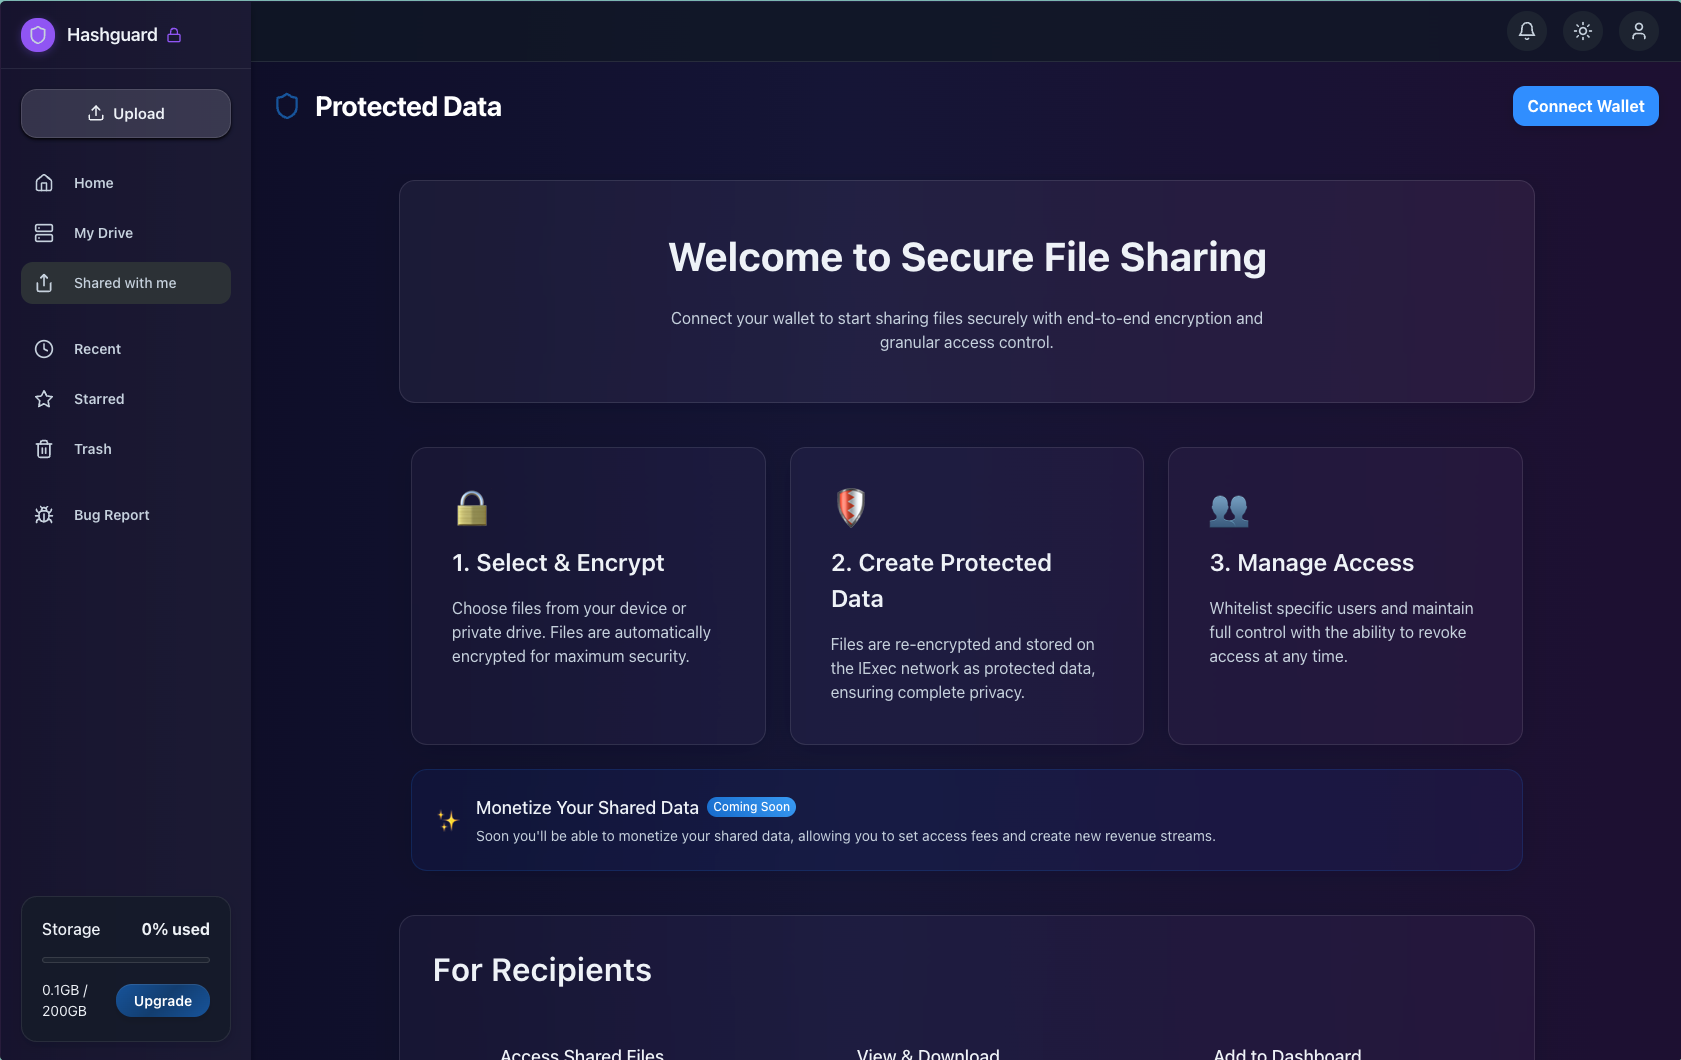 Hashguard
Upload
Home
My Drive
Shared with me
Recent
Starred
Trash
Bug Report
Storage 0% used
0.1GB /
200GB
Upgrade
Protected Data
Connect Wallet
Welcome to Secure File Sharing
Connect your wallet to start sharing files securely with end-to-end encryption and
granular access control.
1. Select & Encrypt
Choose files from your device or
private drive. Files are automatically
encrypted for maximum security.
2. Create Protected
Data
Files are re-encrypted and stored on
the IExec network as protected data,
ensuring complete privacy.
3. Manage Access
Whitelist specific users and maintain
full control with the ability to revoke
access at any time.
Monetize Your Shared Data Coming Soon
Soon you'll be able to monetize your shared data, allowing you to set access fees and create new revenue streams.
For Recipients
Access Shared Files
View & Download
Add to Dashboard